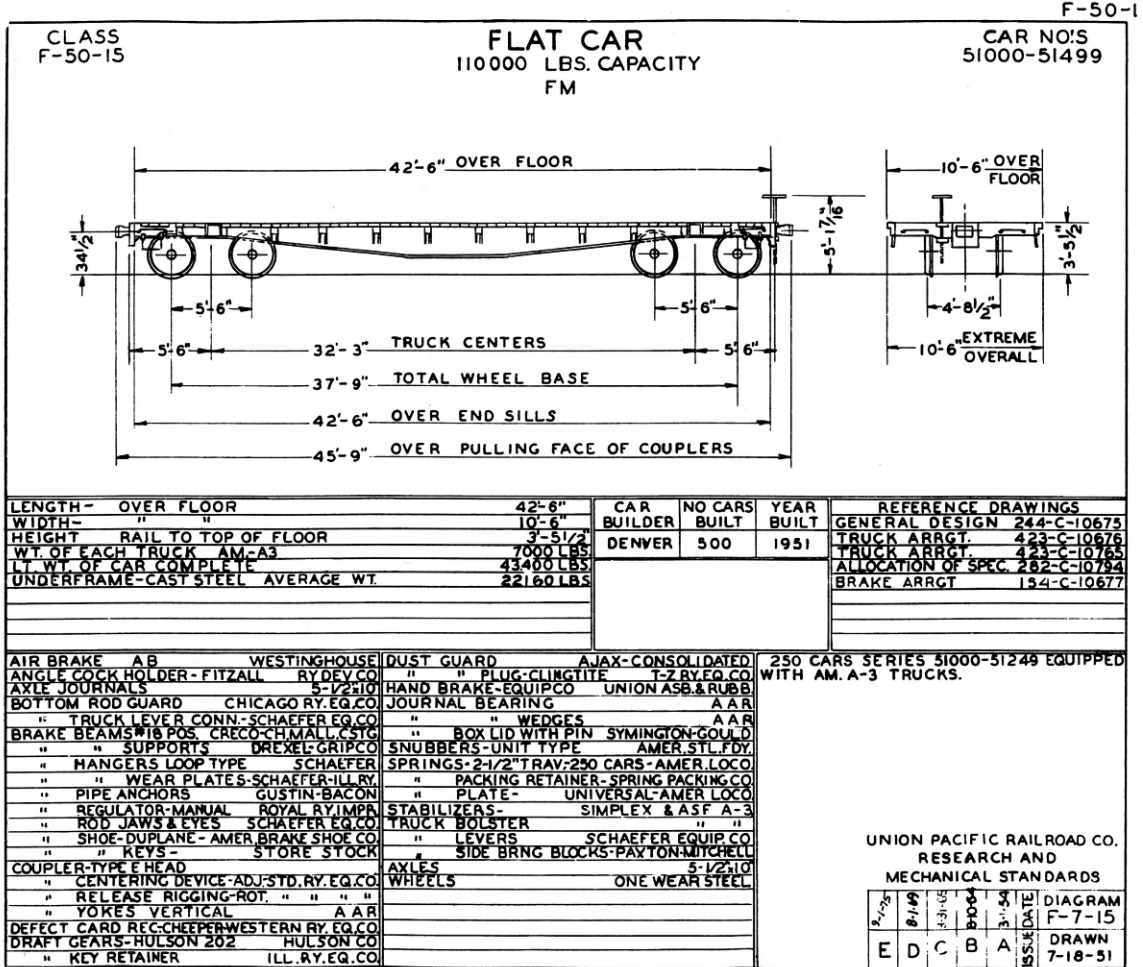 F-50-1
CLASS
F-50-15
FLAT CAR
110000 LBS. CAPACITY
FM
CAR NO'S
51000-51499
42'-6" OVER FLOOR
10'-6" OVER
FLOOR
34 1/2"
5'-1 7/16"
3'-5 1/2"
5'-6"
5'-6"
4'-8 1/2"
5'-6"
32'-3" TRUCK CENTERS
5'-6"
10'-6" EXTREME
OVERALL
37'-9" TOTAL WHEEL BASE
42'-6" OVER END SILLS
45'-9" OVER PULLING FACE OF COUPLERS
LENGTH- OVER FLOOR 42'-6"
WIDTH- " " 10'-6"
HEIGHT RAIL TO TOP OF FLOOR 3'-5 1/2"
WT. OF EACH TRUCK AM.-A3 7000 LBS.
LT. WT. OF CAR COMPLETE 43400 LBS.
UNDERFRAME-CAST STEEL AVERAGE WT. 22160 LBS
CAR BUILDER NO CARS BUILT YEAR BUILT
DENVER 500 1951
REFERENCE DRAWINGS
GENERAL DESIGN 244-C-10675
TRUCK ARRGT. 423-C-10676
TRUCK ARRGT. 423-C-10765
ALLOCATION OF SPEC. 282-C-10794
BRAKE ARRGT 154-C-10677
AIR BRAKE AB WESTINGHOUSE
ANGLE COCK HOLDER-FITZALL RY DEV CO
AXLE JOURNALS 5-1/2x10
BOTTOM ROD GUARD CHICAGO RY. EQ. CO.
" TRUCK LEVER CONN.-SCHAEFER EQ. CO
BRAKE BEAMS #18 POS. CRECO-CH. MALL. CSTG
" " SUPPORTS DREXEL-GRIPCO
" HANGERS LOOP TYPE SCHAEFER
" " WEAR PLATES-SCHAEFER-ILL. RY.
" PIPE ANCHORS GUSTIN-BACON
" REGULATOR-MANUAL ROYAL RY. IMPR.
" ROD JAWS & EYES SCHAEFER EQ. CO
" SHOE-DUPLANE-AMER. BRAKE SHOE CO.
" " KEYS- STORE STOCK
COUPLER-TYPE E HEAD
" CENTERING DEVICE-ADJ.-STD. RY. EQ. CO.
" RELEASE RIGGING-ROT. " " " "
" YOKES VERTICAL A A R
DEFECT CARD REC.-CHEEPER-WESTERN RY. EQ. CO.
DRAFT GEARS-HULSON 202 HULSON CO
" KEY RETAINER ILL. RY. EQ. CO.
DUST GUARD AJAX-CONSOLIDATED
" " PLUG-CLINGTITE T-Z RY. EQ. CO.
HAND BRAKE-EQUIPCO UNION ASB. & RUBB.
JOURNAL BEARING A A R
" " WEDGES A A R
" BOX LID WITH PIN SYMINGTON-GOULD
SNUBBERS-UNIT TYPE AMER. STL. FDY.
SPRINGS-2-1/2" TRAV.-250 CARS-AMER. LOCO.
" PACKING RETAINER-SPRING PACKING CO
" PLATE- UNIVERSAL-AMER LOCO.
STABILIZERS- SIMPLEX & ASF A-3
TRUCK BOLSTER " "
" LEVERS SCHAEFER EQUIP. CO
" SIDE BRNG BLOCKS-PAXTON-MITCHELL
AXLES 5-1/2x10
WHEELS ONE WEAR STEEL
250 CARS SERIES 51000-51249 EQUIPPED
WITH AM. A-3 TRUCKS.
UNION PACIFIC RAILROAD CO.
RESEARCH AND
MECHANICAL STANDARDS
8-1-69 3-31-65 8-10-64 3-1-54 ISSUE DATE
E D C B A
DIAGRAM
F-7-15
DRAWN
7-18-51